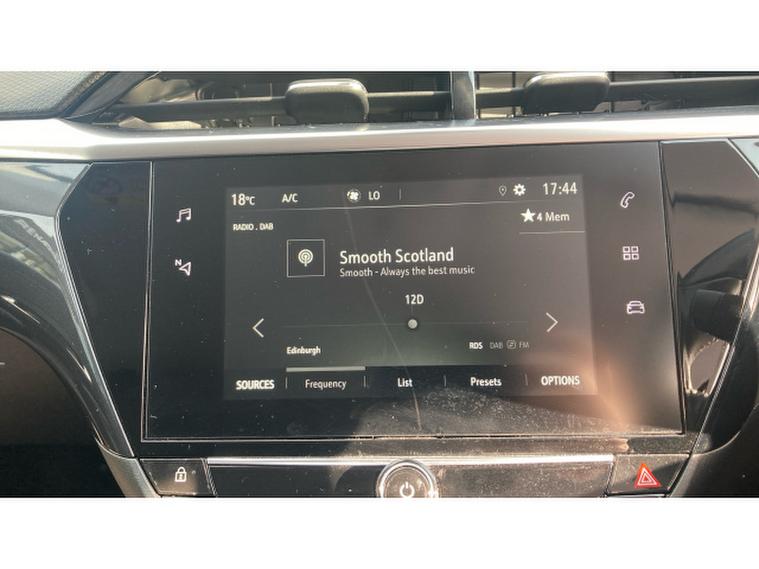 18°C A/C LO 17:44
4 Mem
RADIO . DAB
Smooth Scotland
Smooth - Always the best music
12D
N
Edinburgh RDS DAB FM
SOURCES Frequency List Presets OPTIONS